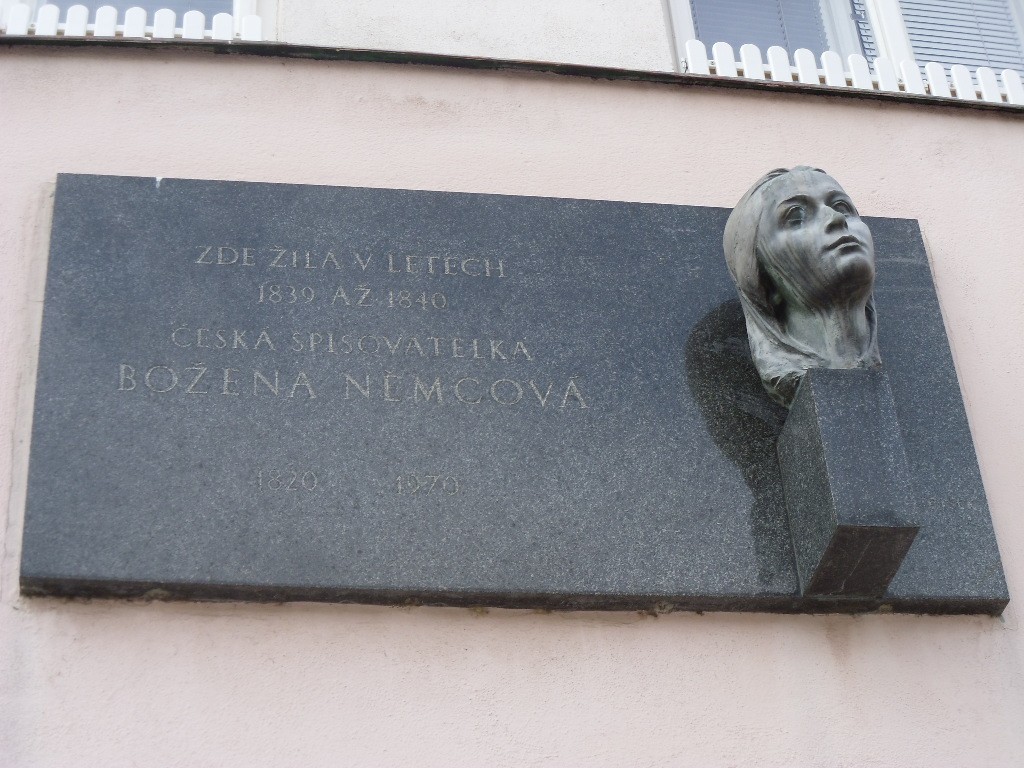 ZDE ŽILA V LETECH
1839 AŽ 1840
ČESKÁ SPISOVATELKA
BOŽENA NĚMCOVÁ
1820 1970